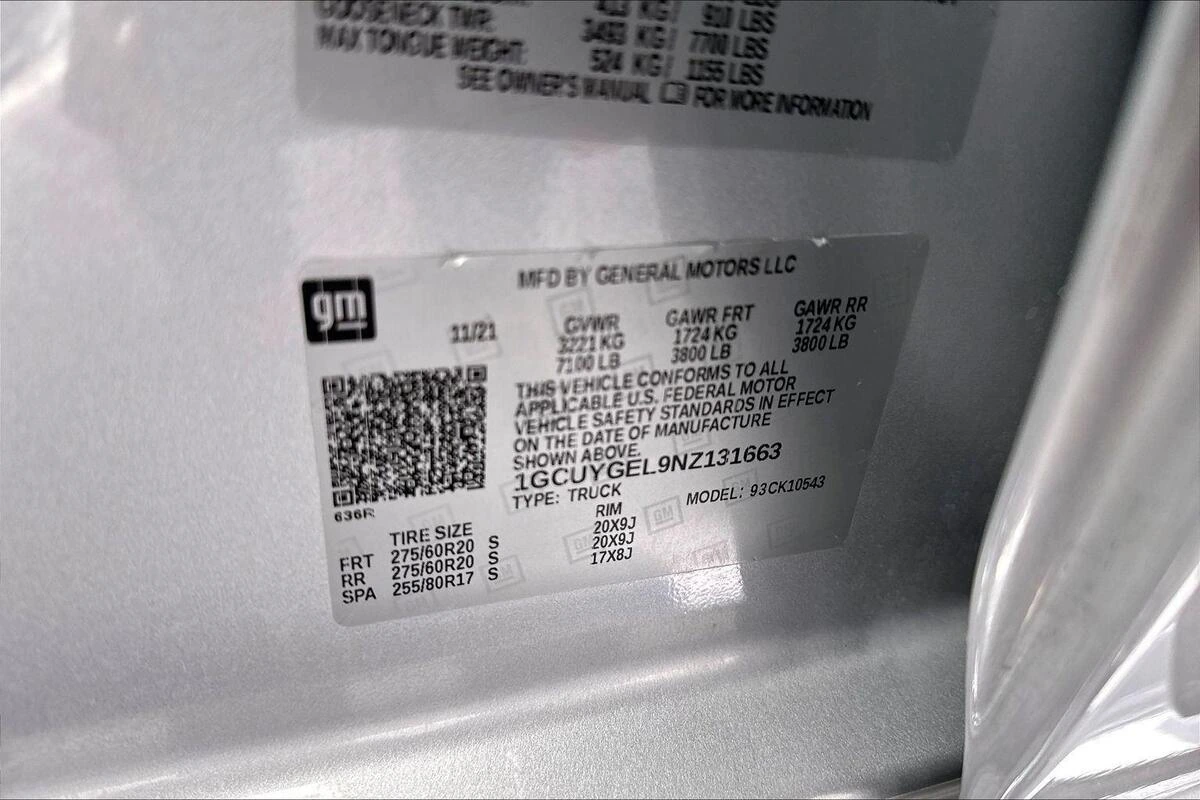 GOOSENECK TWR: 3493 KG / 7700 LBS
MAX TONGUE WEIGHT: 524 KG / 1155 LBS
SEE OWNER'S MANUAL FOR MORE INFORMATION
gm
MFD BY GENERAL MOTORS LLC
11/21
GVWR GAWR FRT GAWR RR
3221 KG 1724 KG 1724 KG
7100 LB 3800 LB 3800 LB
THIS VEHICLE CONFORMS TO ALL
APPLICABLE U.S. FEDERAL MOTOR
VEHICLE SAFETY STANDARDS IN EFFECT
ON THE DATE OF MANUFACTURE
SHOWN ABOVE.
1GCUYGEL9NZ131663
TYPE: TRUCK MODEL: 93CK10543
636R
TIRE SIZE RIM
FRT 275/60R20 S 20X9J
RR 275/60R20 S 20X9J
SPA 255/80R17 S 17X8J